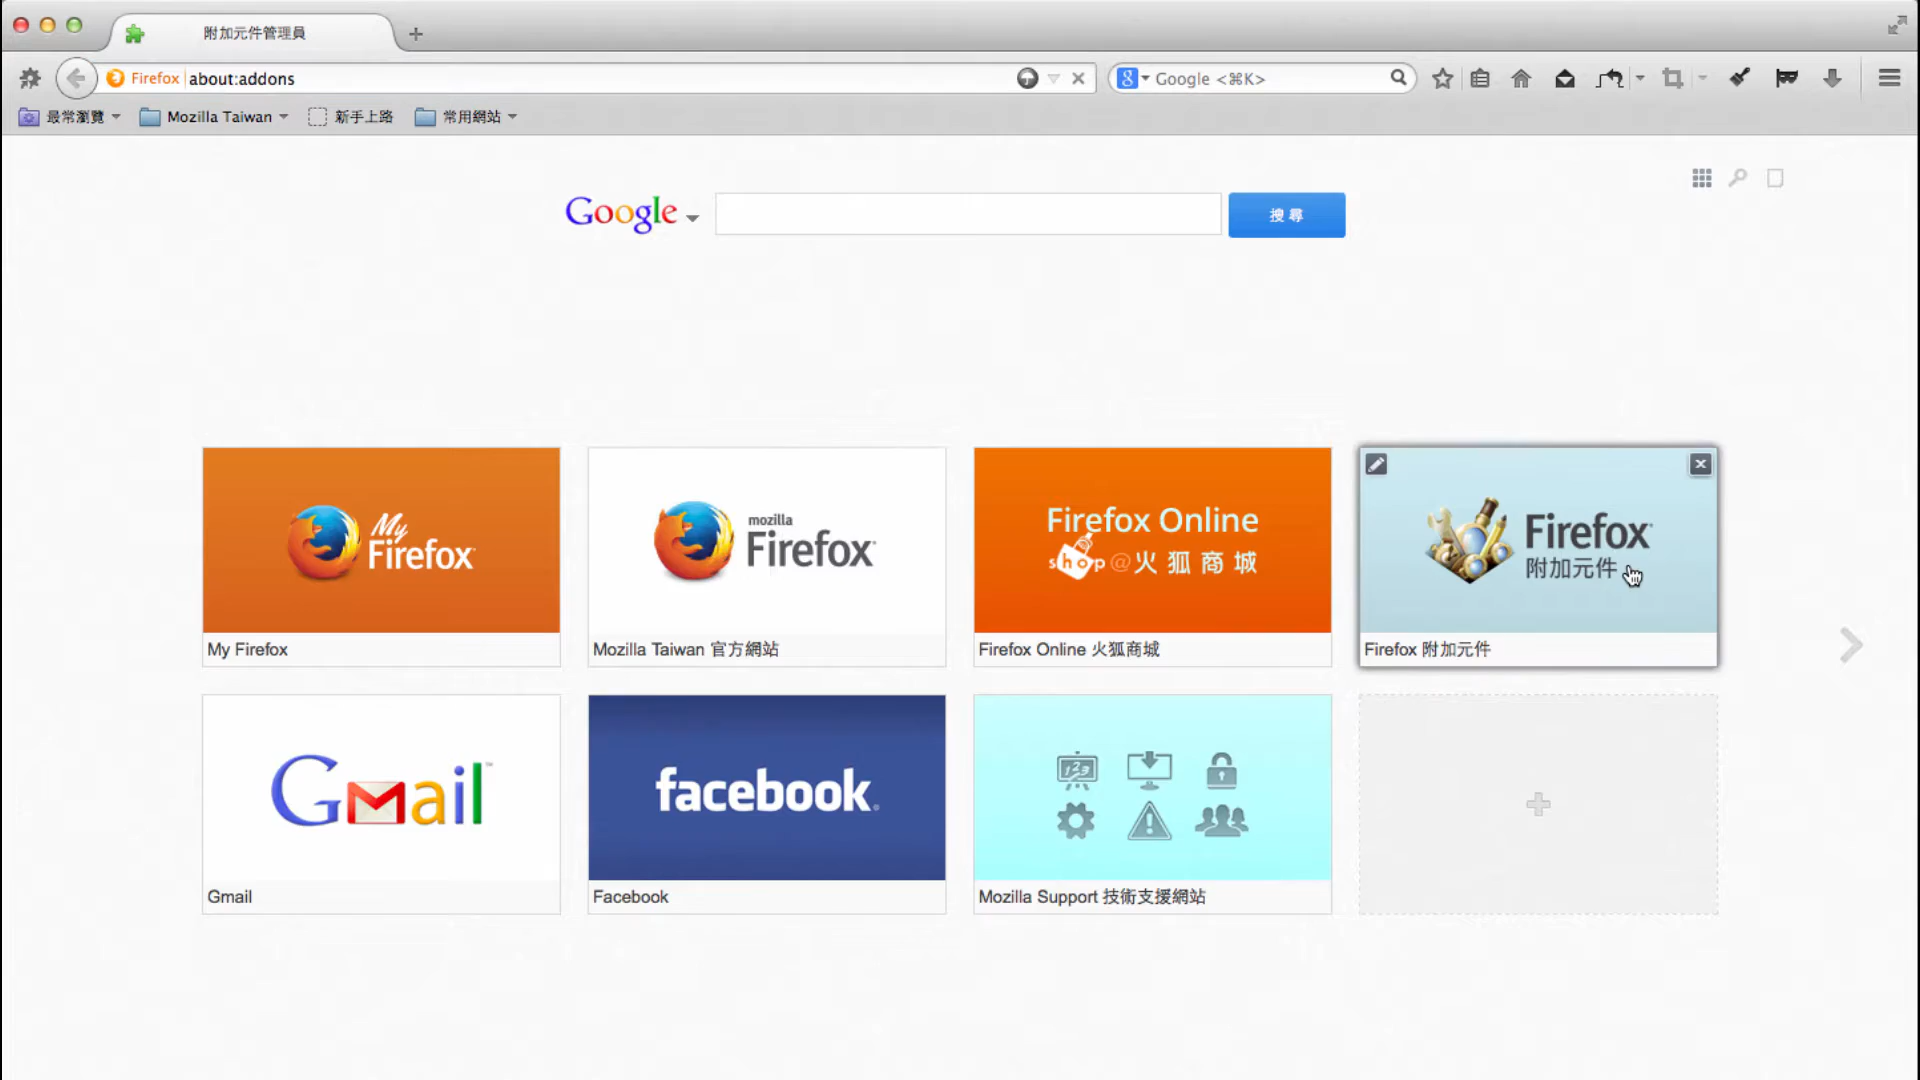 附加元件管理員
Firefox about:addons
Google <⌘K>
最常瀏覽 Mozilla Taiwan 新手上路 常用網站
Google 搜尋
My Firefox
mozilla Firefox
Firefox Online
shop@火狐商城
Firefox
附加元件
My Firefox
Mozilla Taiwan 官方網站
Firefox Online 火狐商城
Firefox 附加元件
Gmail
facebook
123
Gmail
Facebook
Mozilla Support 技術支援網站